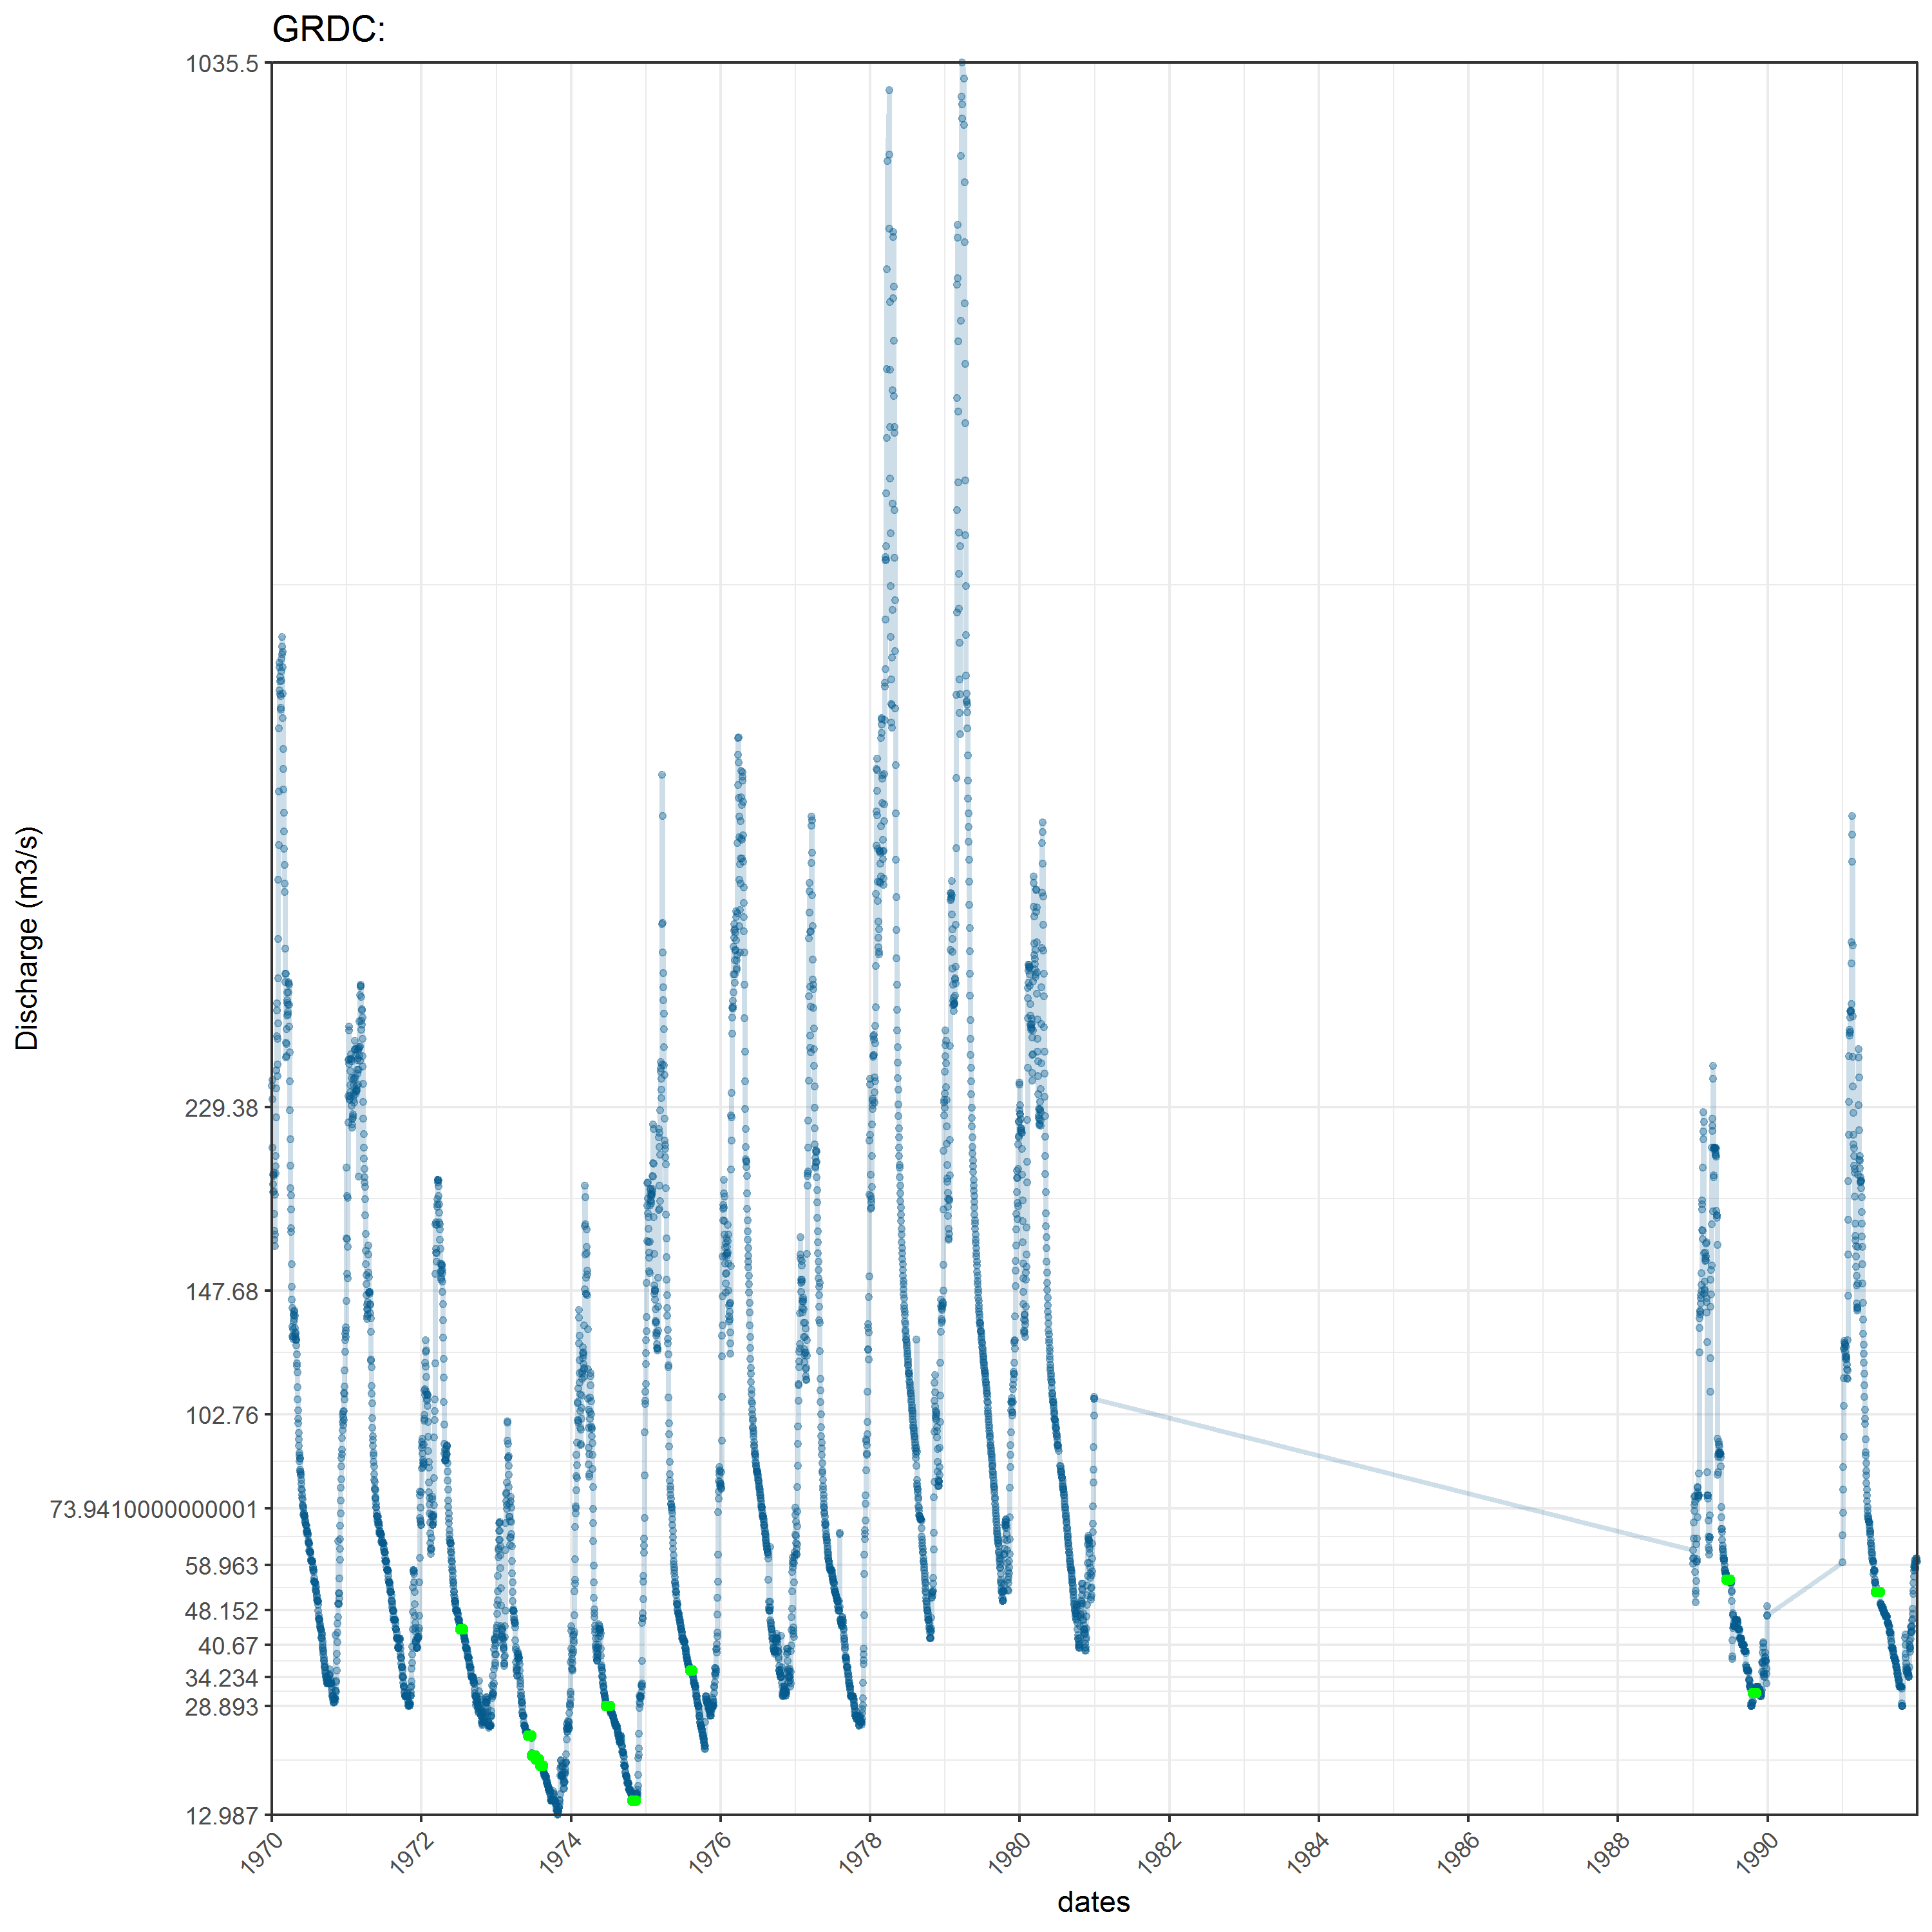 GRDC:
1035.5
229.38
147.68
102.76
73.9410000000001
58.963
48.152
40.67
34.234
28.893
12.987
Discharge (m3/s)
1970 1972 1974 1976 1978 1980 1982 1984 1986 1988 1990
dates